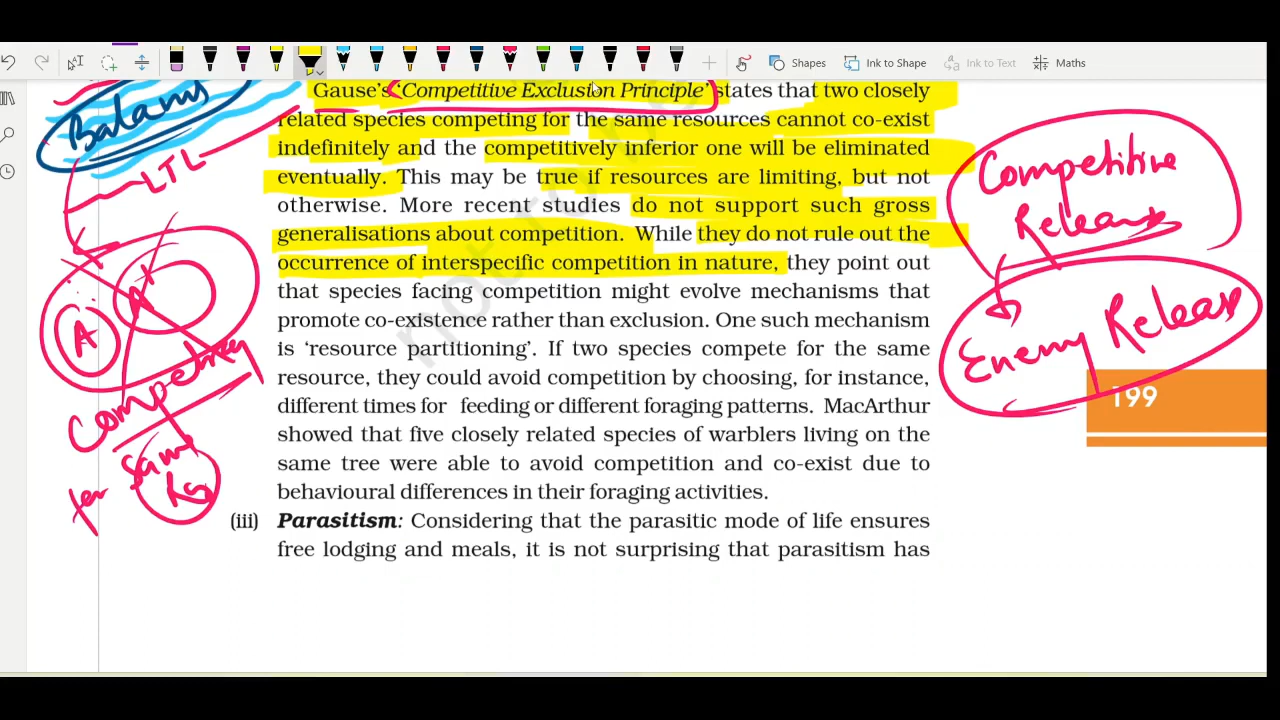 Shapes
Ink to Shape
Ink to Text
Maths
Balams
LTL
A
A
Competitive
for
same
Rs
Gause's 'Competitive Exclusion Principle' states that two closely
related species competing for the same resources cannot co-exist
indefinitely and the competitively inferior one will be eliminated
eventually. This may be true if resources are limiting, but not
otherwise. More recent studies do not support such gross
generalisations about competition. While they do not rule out the
occurrence of interspecific competition in nature, they point out
that species facing competition might evolve mechanisms that
promote co-existence rather than exclusion. One such mechanism
is 'resource partitioning'. If two species compete for the same
resource, they could avoid competition by choosing, for instance,
different times for feeding or different foraging patterns. MacArthur
showed that five closely related species of warblers living on the
same tree were able to avoid competition and co-exist due to
behavioural differences in their foraging activities.
(iii) Parasitism: Considering that the parasitic mode of life ensures
free lodging and meals, it is not surprising that parasitism has
Competitive
Release
Enemy Release
199